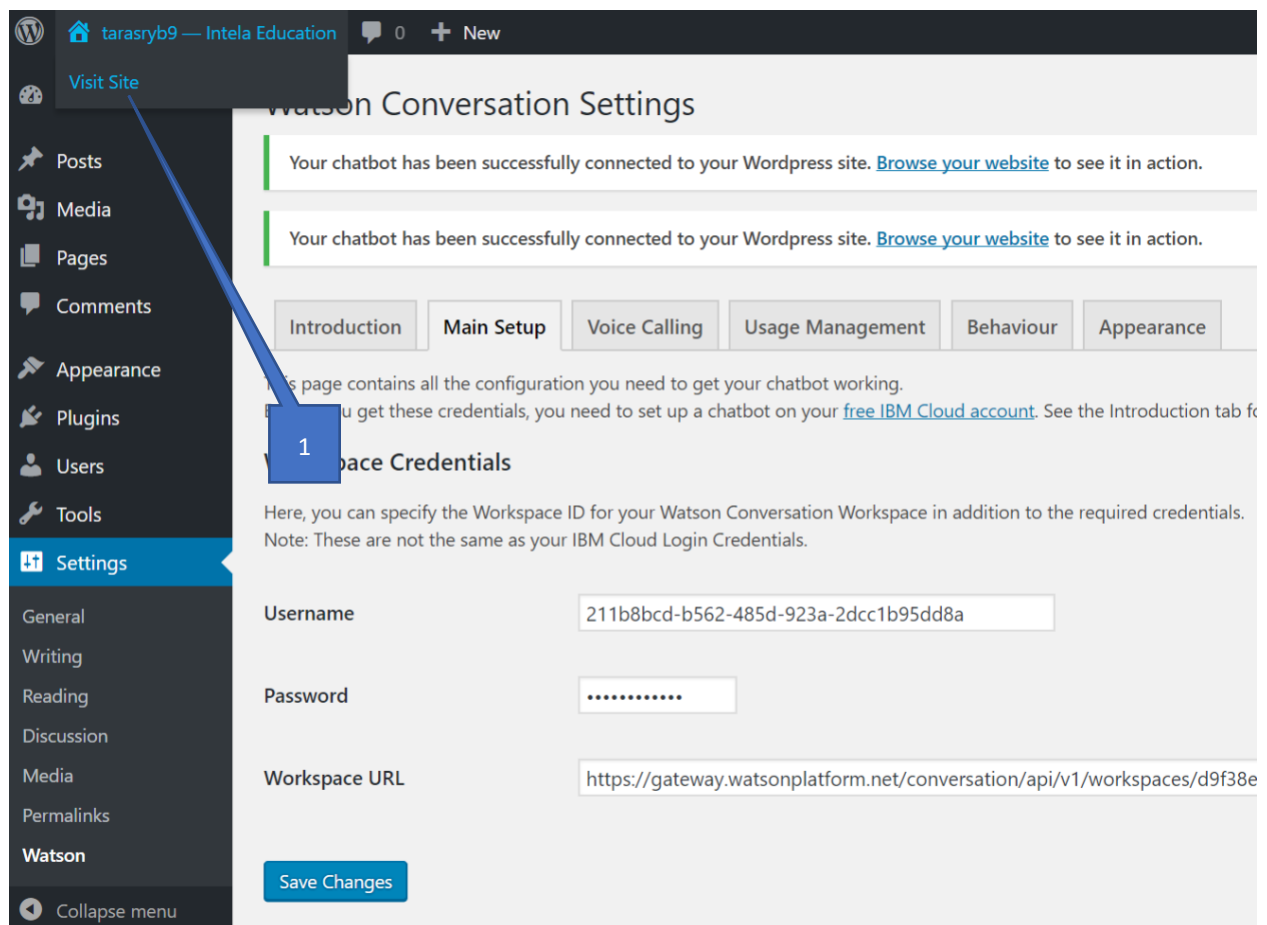 tarasryb9 — Intela Education 0 New
Visit Site
Watson Conversation Settings
Your chatbot has been successfully connected to your Wordpress site. Browse your website to see it in action.
Your chatbot has been successfully connected to your Wordpress site. Browse your website to see it in action.
Posts
Media
Pages
Comments
Appearance
Plugins
Users
Tools
Settings
General
Writing
Reading
Discussion
Media
Permalinks
Watson
Collapse menu
Introduction Main Setup Voice Calling Usage Management Behaviour Appearance
page contains all the configuration you need to get your chatbot working.
get these credentials, you need to set up a chatbot on your free IBM Cloud account. See the Introduction tab
1
Credentials
Here, you can specify the Workspace ID for your Watson Conversation Workspace in addition to the required credentials.
Note: These are not the same as your IBM Cloud Login Credentials.
Username 211b8bcd-b562-485d-923a-2dcc1b95dd8a
Password ••••••••••••
Workspace URL https://gateway.watsonplatform.net/conversation/api/v1/workspaces/d9f38e
Save Changes